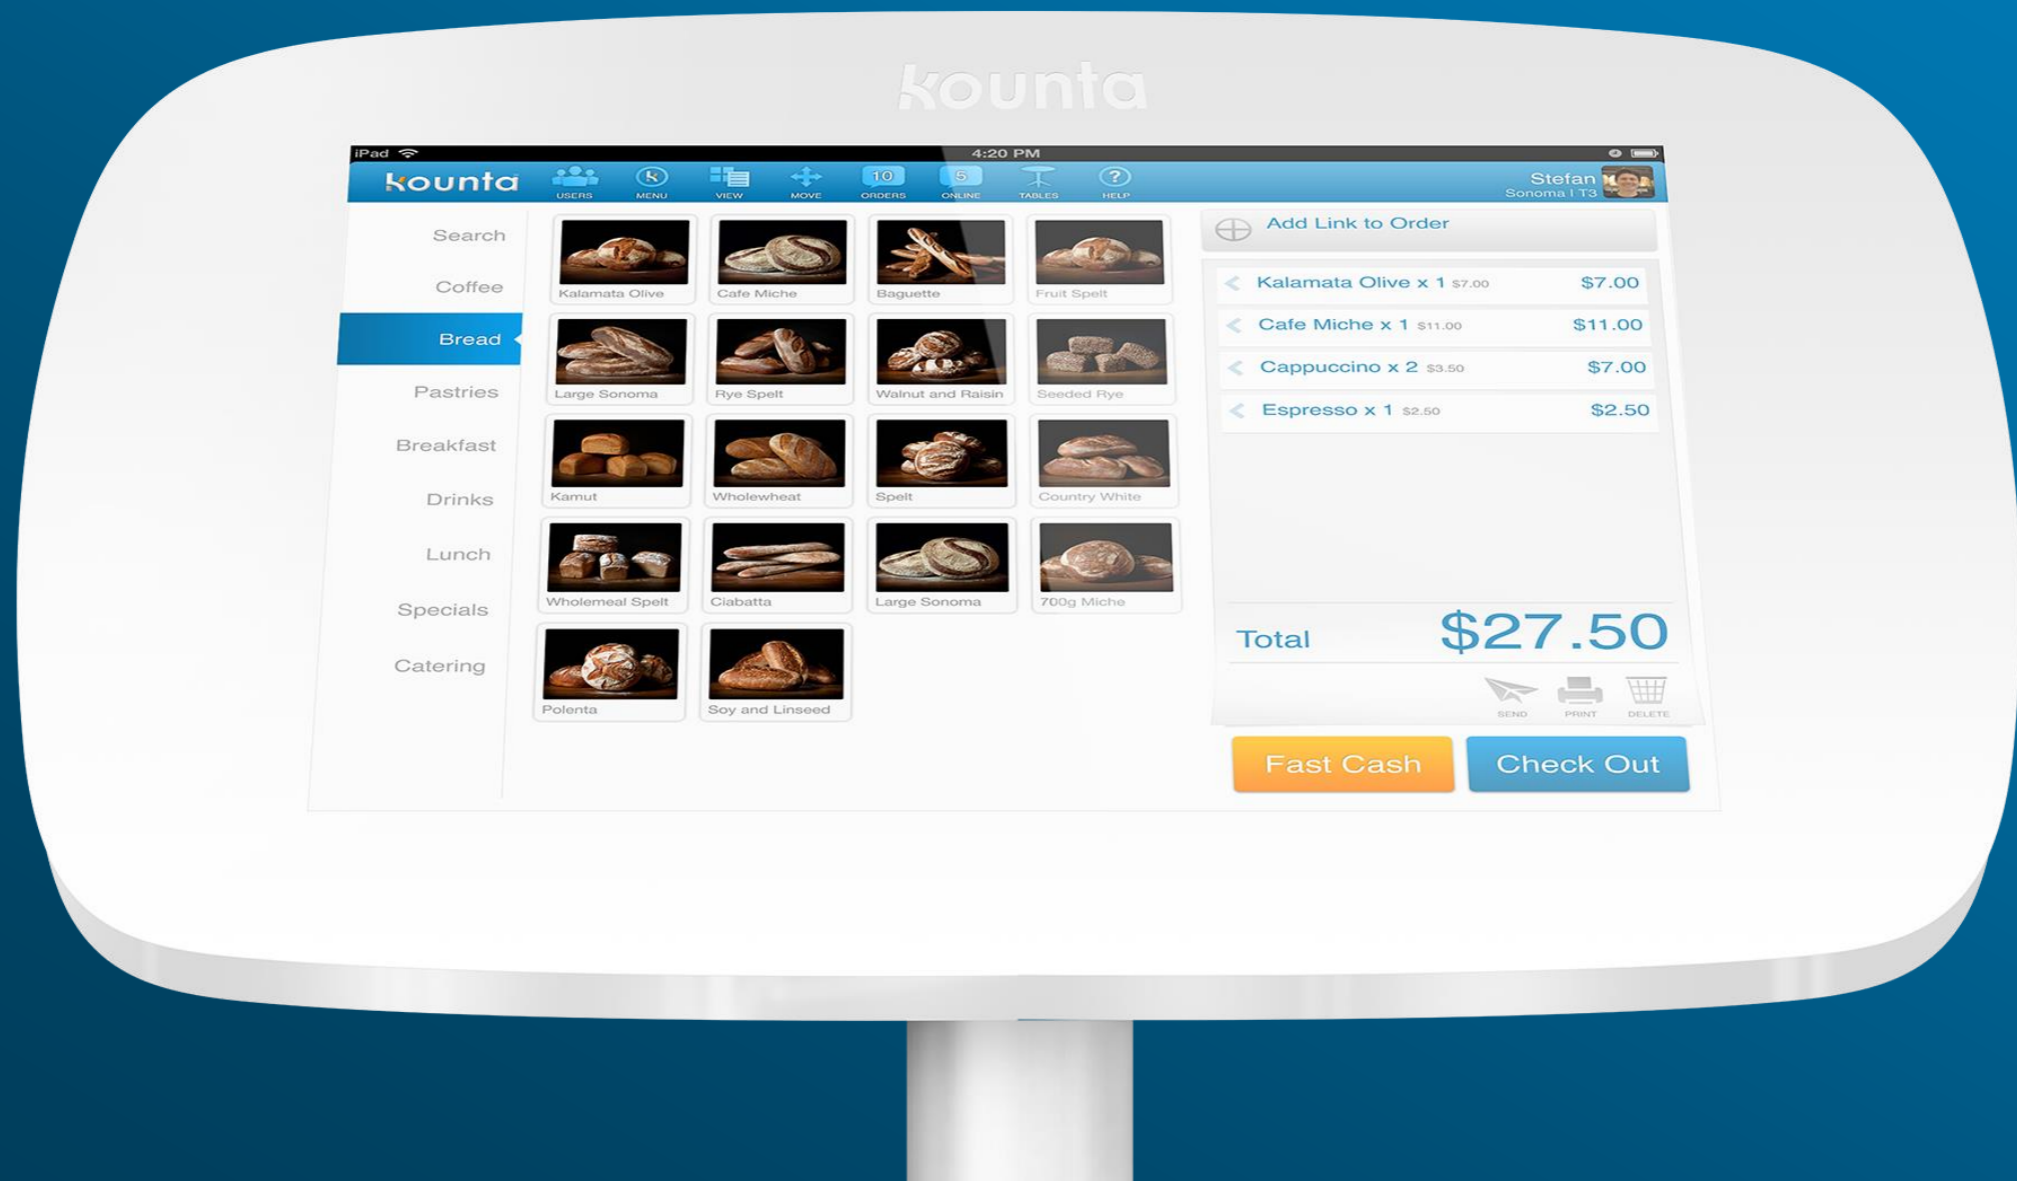 kounta
iPad 4:20 PM
kounta USERS MENU VIEW MOVE 10 ORDERS 5 ONLINE TABLES ? HELP Stefan
Sonoma | T3
Search
Coffee
Bread
Pastries
Breakfast
Drinks
Lunch
Specials
Catering
Kalamata Olive Cafe Miche Baguette Fruit Spelt
Large Sonoma Rye Spelt Walnut and Raisin Seeded Rye
Kamut Wholewheat Spelt Country White
Wholemeal Spelt Ciabatta Large Sonoma 700g Miche
Polenta Soy and Linseed
Add Link to Order
Kalamata Olive x 1 $7.00 $7.00
Cafe Miche x 1 $11.00 $11.00
Cappuccino x 2 $3.50 $7.00
Espresso x 1 $2.50 $2.50
Total $27.50
SEND PRINT DELETE
Fast Cash Check Out